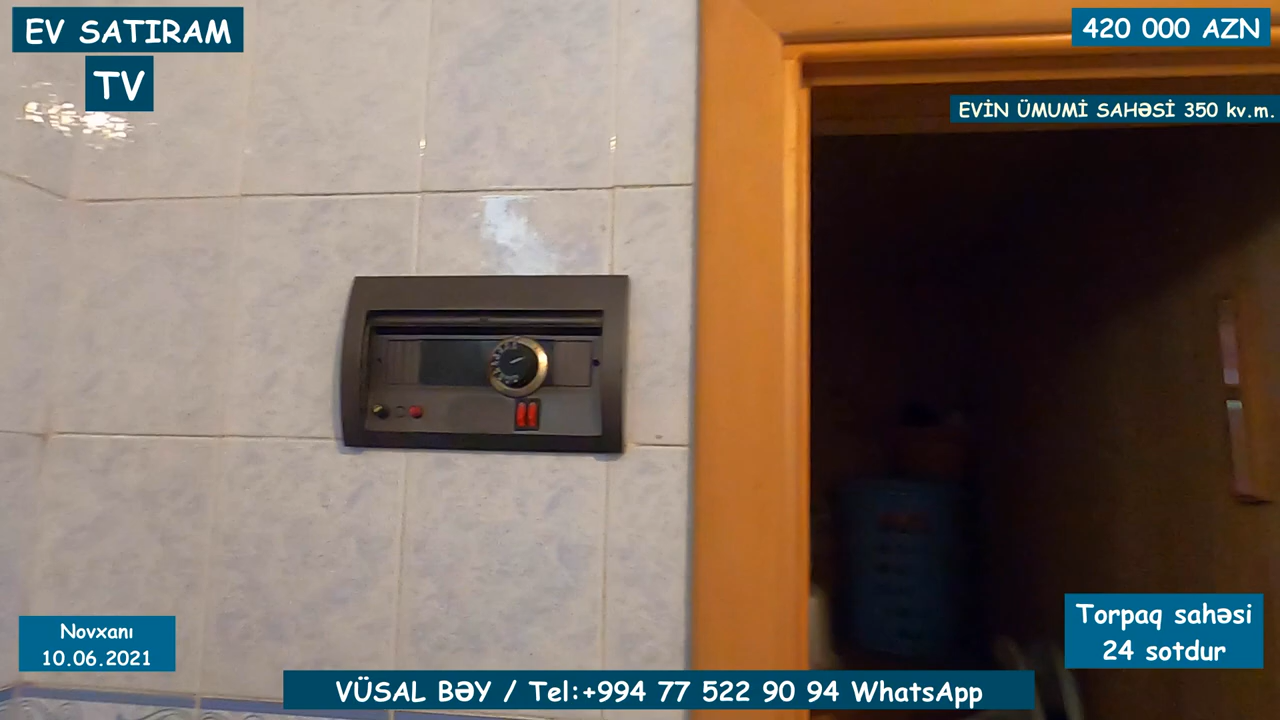 EV SATIRAM
TV
420 000 AZN
EVİN ÜMUMİ SAHƏSİ 350 kv.m.
Novxanı
10.06.2021
Torpaq sahəsi
24 sotdur
VÜSAL BƏY / Tel:+994 77 522 90 94 WhatsApp